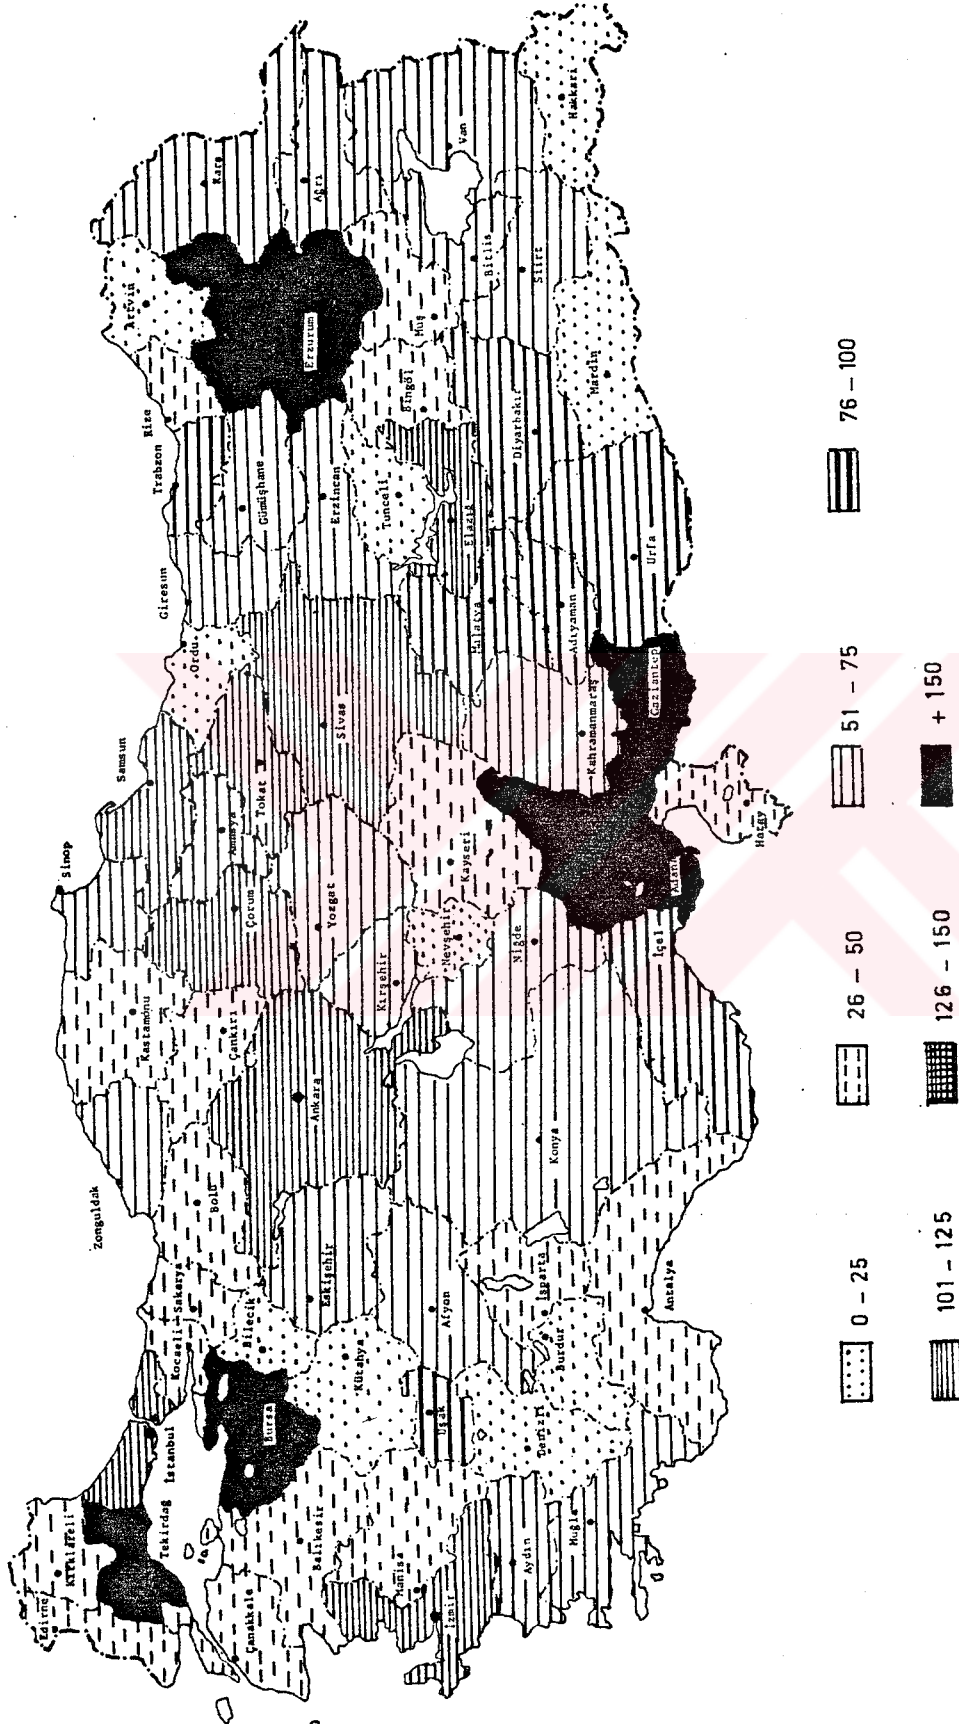 Edirne
Kırklareli
Tekirdağ
İstanbul
Kocaeli
Sakarya
Zonguldak
Bolu
Kastamonu
Çankırı
Sinop
Samsun
Çorum
Amasya
Tokat
Ordu
Giresun
Trabzon
Gümüşhane
Rize
Artvin
Kars
Çanakkale
Balıkesir
Bursa
Bilecik
Kütahya
Eskişehir
Ankara
Kırşehir
Yozgat
Sivas
Erzincan
Erzurum
Ağrı
Manisa
İzmir
Uşak
Afyon
Nevşehir
Kayseri
Malatya
Elazığ
Tunceli
Bingöl
Muş
Bitlis
Van
Aydın
Denizli
Burdur
Isparta
Konya
Niğde
Kahramanmaraş
Adıyaman
Diyarbakır
Siirt
Hakkari
Muğla
Antalya
İçel
Adana
Hatay
Gaziantep
Urfa
Mardin
0 - 25
26 - 50
51 - 75
76 - 100
101 - 125
126 - 150
+ 150